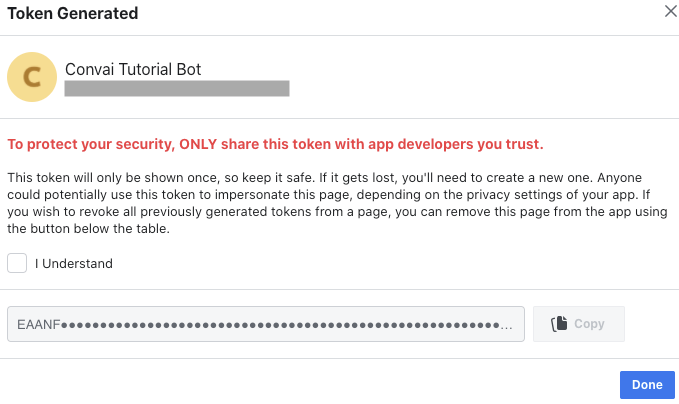 Token Generated
C
Convai Tutorial Bot
To protect your security, ONLY share this token with app developers you trust.
This token will only be shown once, so keep it safe. If it gets lost, you'll need to create a new one. Anyone
could potentially use this token to impersonate this page, depending on the privacy settings of your app. If
you wish to revoke all previously generated tokens from a page, you can remove this page from the app using
the button below the table.
I Understand
EAANF••••••••••••••••••••••••••••••••••••••••••••••••••••••••...
Copy
Done